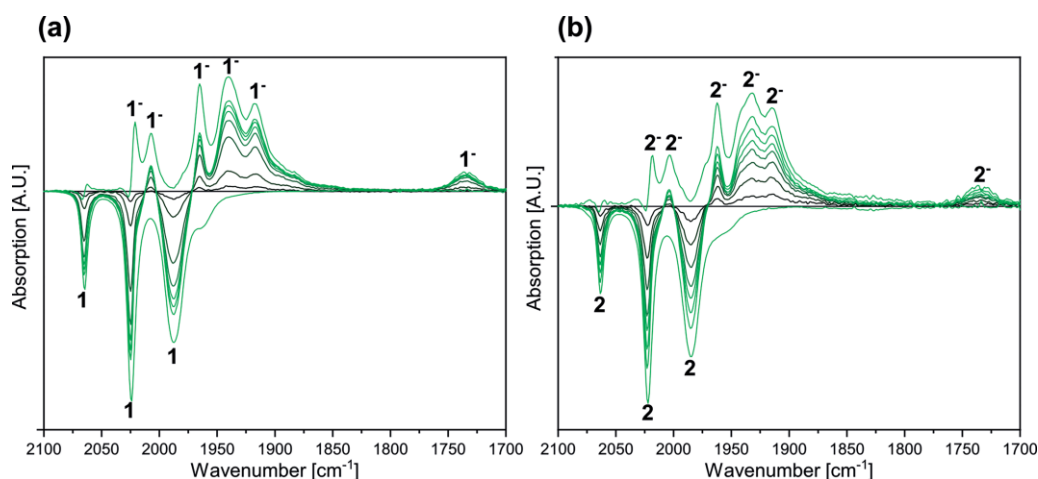 (a)
1⁻ 1⁻ 1⁻ 1⁻ 1⁻ 1⁻
1 1 1
Absorption [A.U.]
2100 2050 2000 1950 1900 1850 1800 1750 1700
Wavenumber [cm⁻¹]
(b)
2⁻ 2⁻ 2⁻ 2⁻ 2⁻ 2⁻
2 2 2
Absorption [A.U.]
2100 2050 2000 1950 1900 1850 1800 1750 1700
Wavenumber [cm⁻¹]